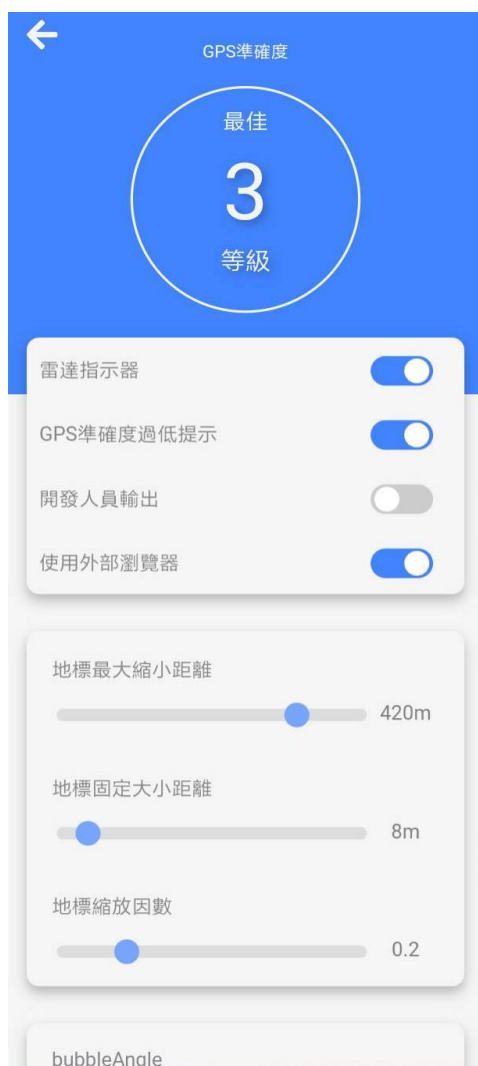 GPS準確度
最佳
3
等級
雷達指示器
GPS準確度過低提示
開發人員輸出
使用外部瀏覽器
地標最大縮小距離
420m
地標固定大小距離
8m
地標縮放因數
0.2
bubbleAngle